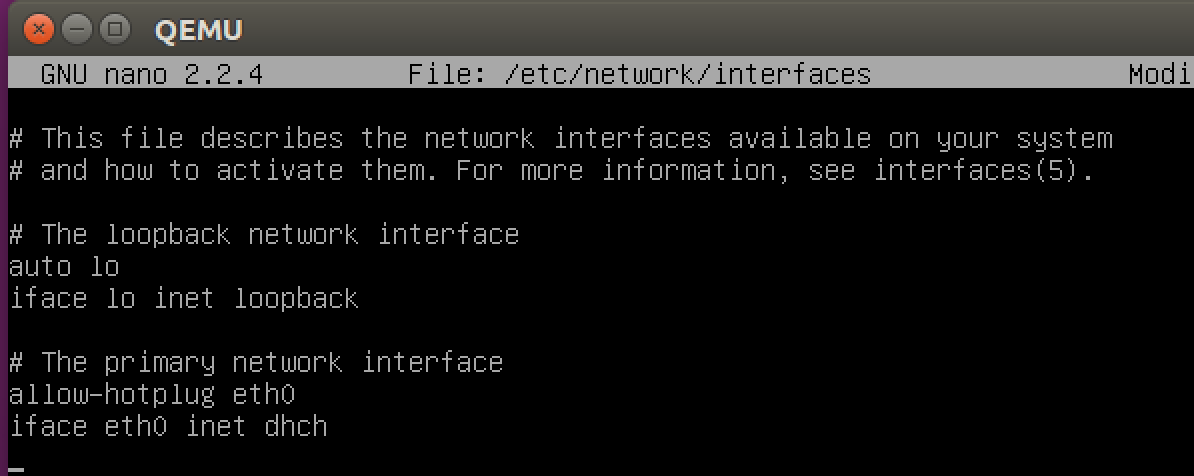 QEMU
GNU nano 2.2.4 File: /etc/network/interfaces Modi
# This file describes the network interfaces available on your system
# and how to activate them. For more information, see interfaces(5).
# The loopback network interface
auto lo
iface lo inet loopback
# The primary network interface
allow-hotplug eth0
iface eth0 inet dhch